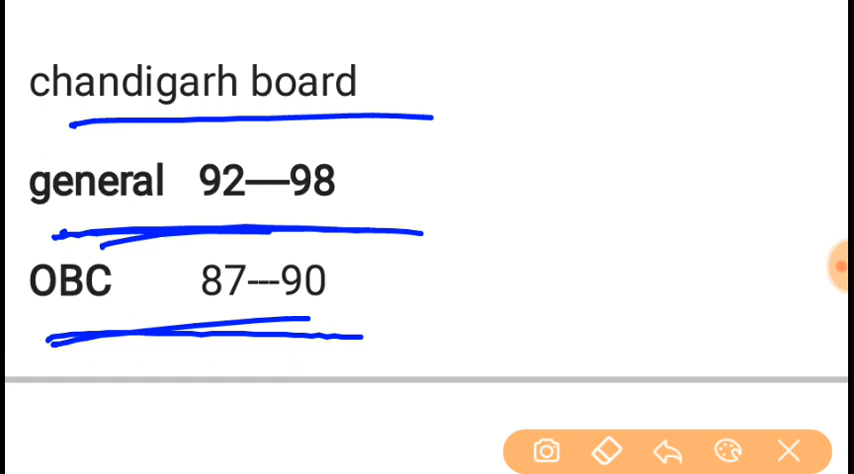 chandigarh board
general 92—98
OBC 87---90